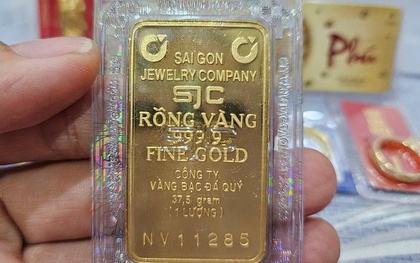 SAI GON
JEWELRY COMPANY
SJC
RỒNG VÀNG
999.9
FINE GOLD
CÔNG TY
VÀNG BẠC ĐÁ QUÝ
37,5 gram
(1 LƯỢNG)
NV11285
Phúc